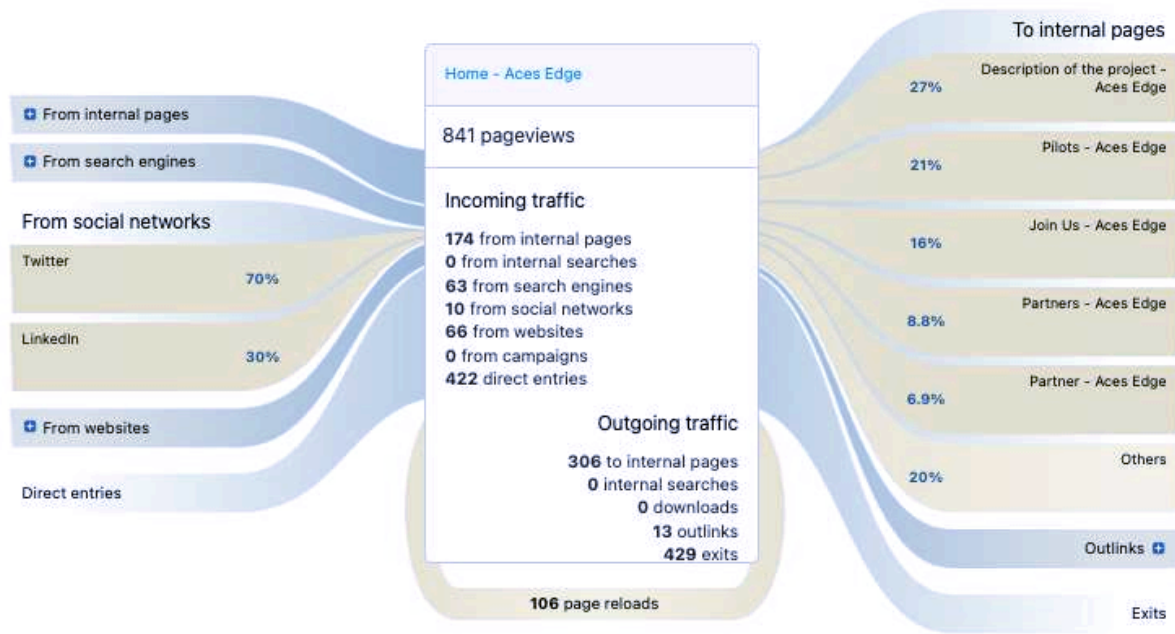 From internal pages
From search engines
From social networks
Twitter
70%
LinkedIn
30%
From websites
Direct entries
Home - Aces Edge
841 pageviews
Incoming traffic
174 from internal pages
0 from internal searches
63 from search engines
10 from social networks
66 from websites
0 from campaigns
422 direct entries
Outgoing traffic
306 to internal pages
0 internal searches
0 downloads
13 outlinks
429 exits
106 page reloads
To internal pages
Description of the project -
Aces Edge
27%
Pilots - Aces Edge
21%
Join Us - Aces Edge
16%
Partners - Aces Edge
8.8%
Partner - Aces Edge
6.9%
Others
20%
Outlinks
Exits